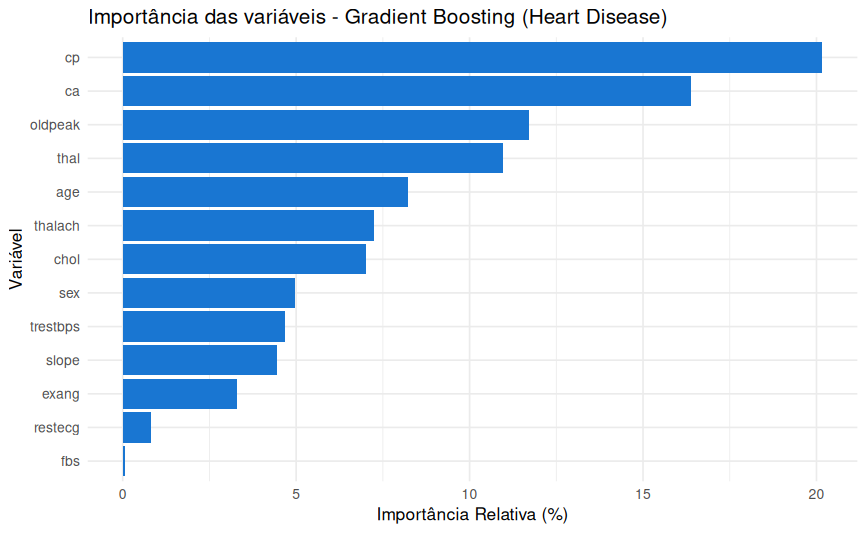 Importância das variáveis - Gradient Boosting (Heart Disease)
Variável
cp
ca
oldpeak
thal
age
thalach
chol
sex
trestbps
slope
exang
restecg
fbs
0 5 10 15 20
Importância Relativa (%)